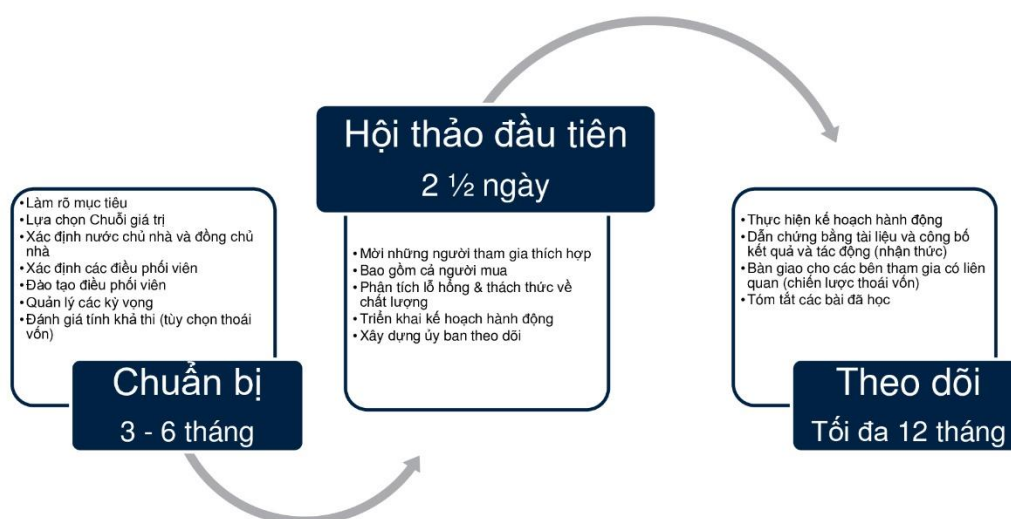 •Làm rõ mục tiêu
•Lựa chọn Chuỗi giá trị
•Xác định nước chủ nhà và đồng chủ
nhà
•Xác định các điều phối viên
•Đào tạo điều phối viên
•Quản lý các kỳ vọng
•Đánh giá tính khả thi (tùy chọn thoái
vốn)
Chuẩn bị
3 - 6 tháng
Hội thảo đầu tiên
2 ½ ngày
•Mời những người tham gia thích hợp
•Bao gồm cả người mua
•Phân tích lỗ hổng & thách thức về
chất lượng
•Triển khai kế hoạch hành động
•Xây dựng ủy ban theo dõi
•Thực hiện kế hoạch hành động
•Dẫn chứng bằng tài liệu và công bố
kết quả và tác động (nhận thức)
•Bàn giao cho các bên tham gia có liên
quan (chiến lược thoái vốn)
•Tóm tắt các bài đã học
Theo dõi
Tối đa 12 tháng